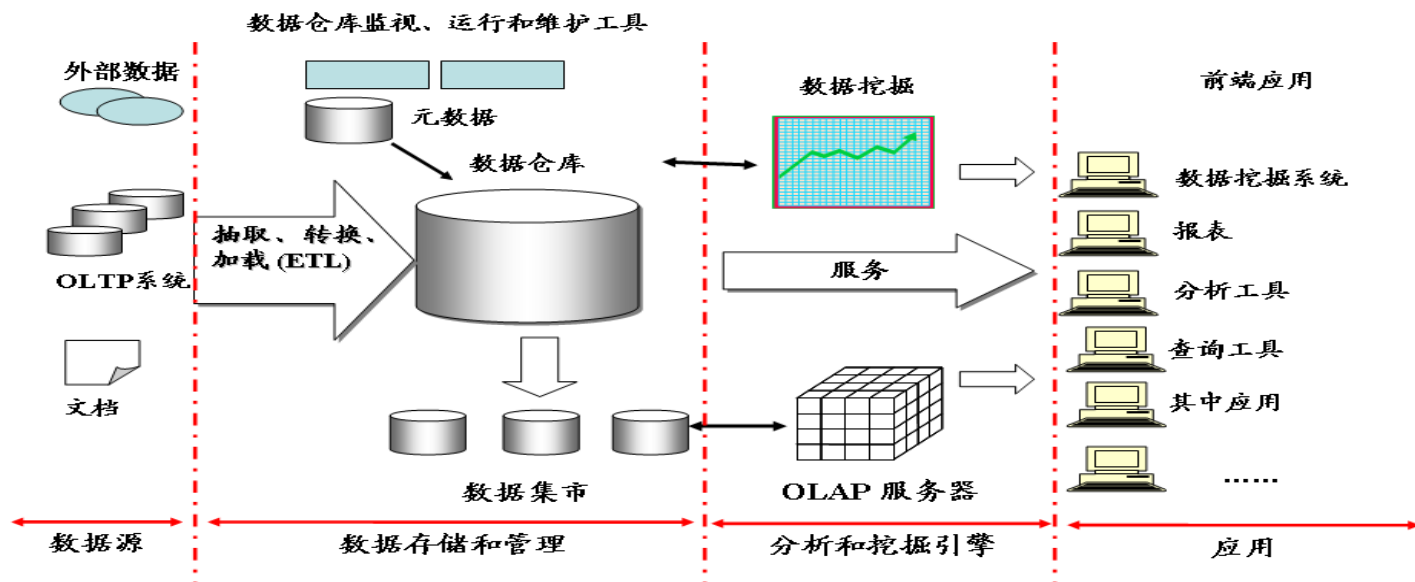 数据仓库监视、运行和维护工具
外部数据
OLTP系统
文档
元数据
数据仓库
抽取、转换、
加载 (ETL)
数据集市
数据挖掘
服务
OLAP 服务器
前端应用
数据挖掘系统
报表
分析工具
查询工具
其中应用
……
数据源
数据存储和管理
分析和挖掘引擎
应用